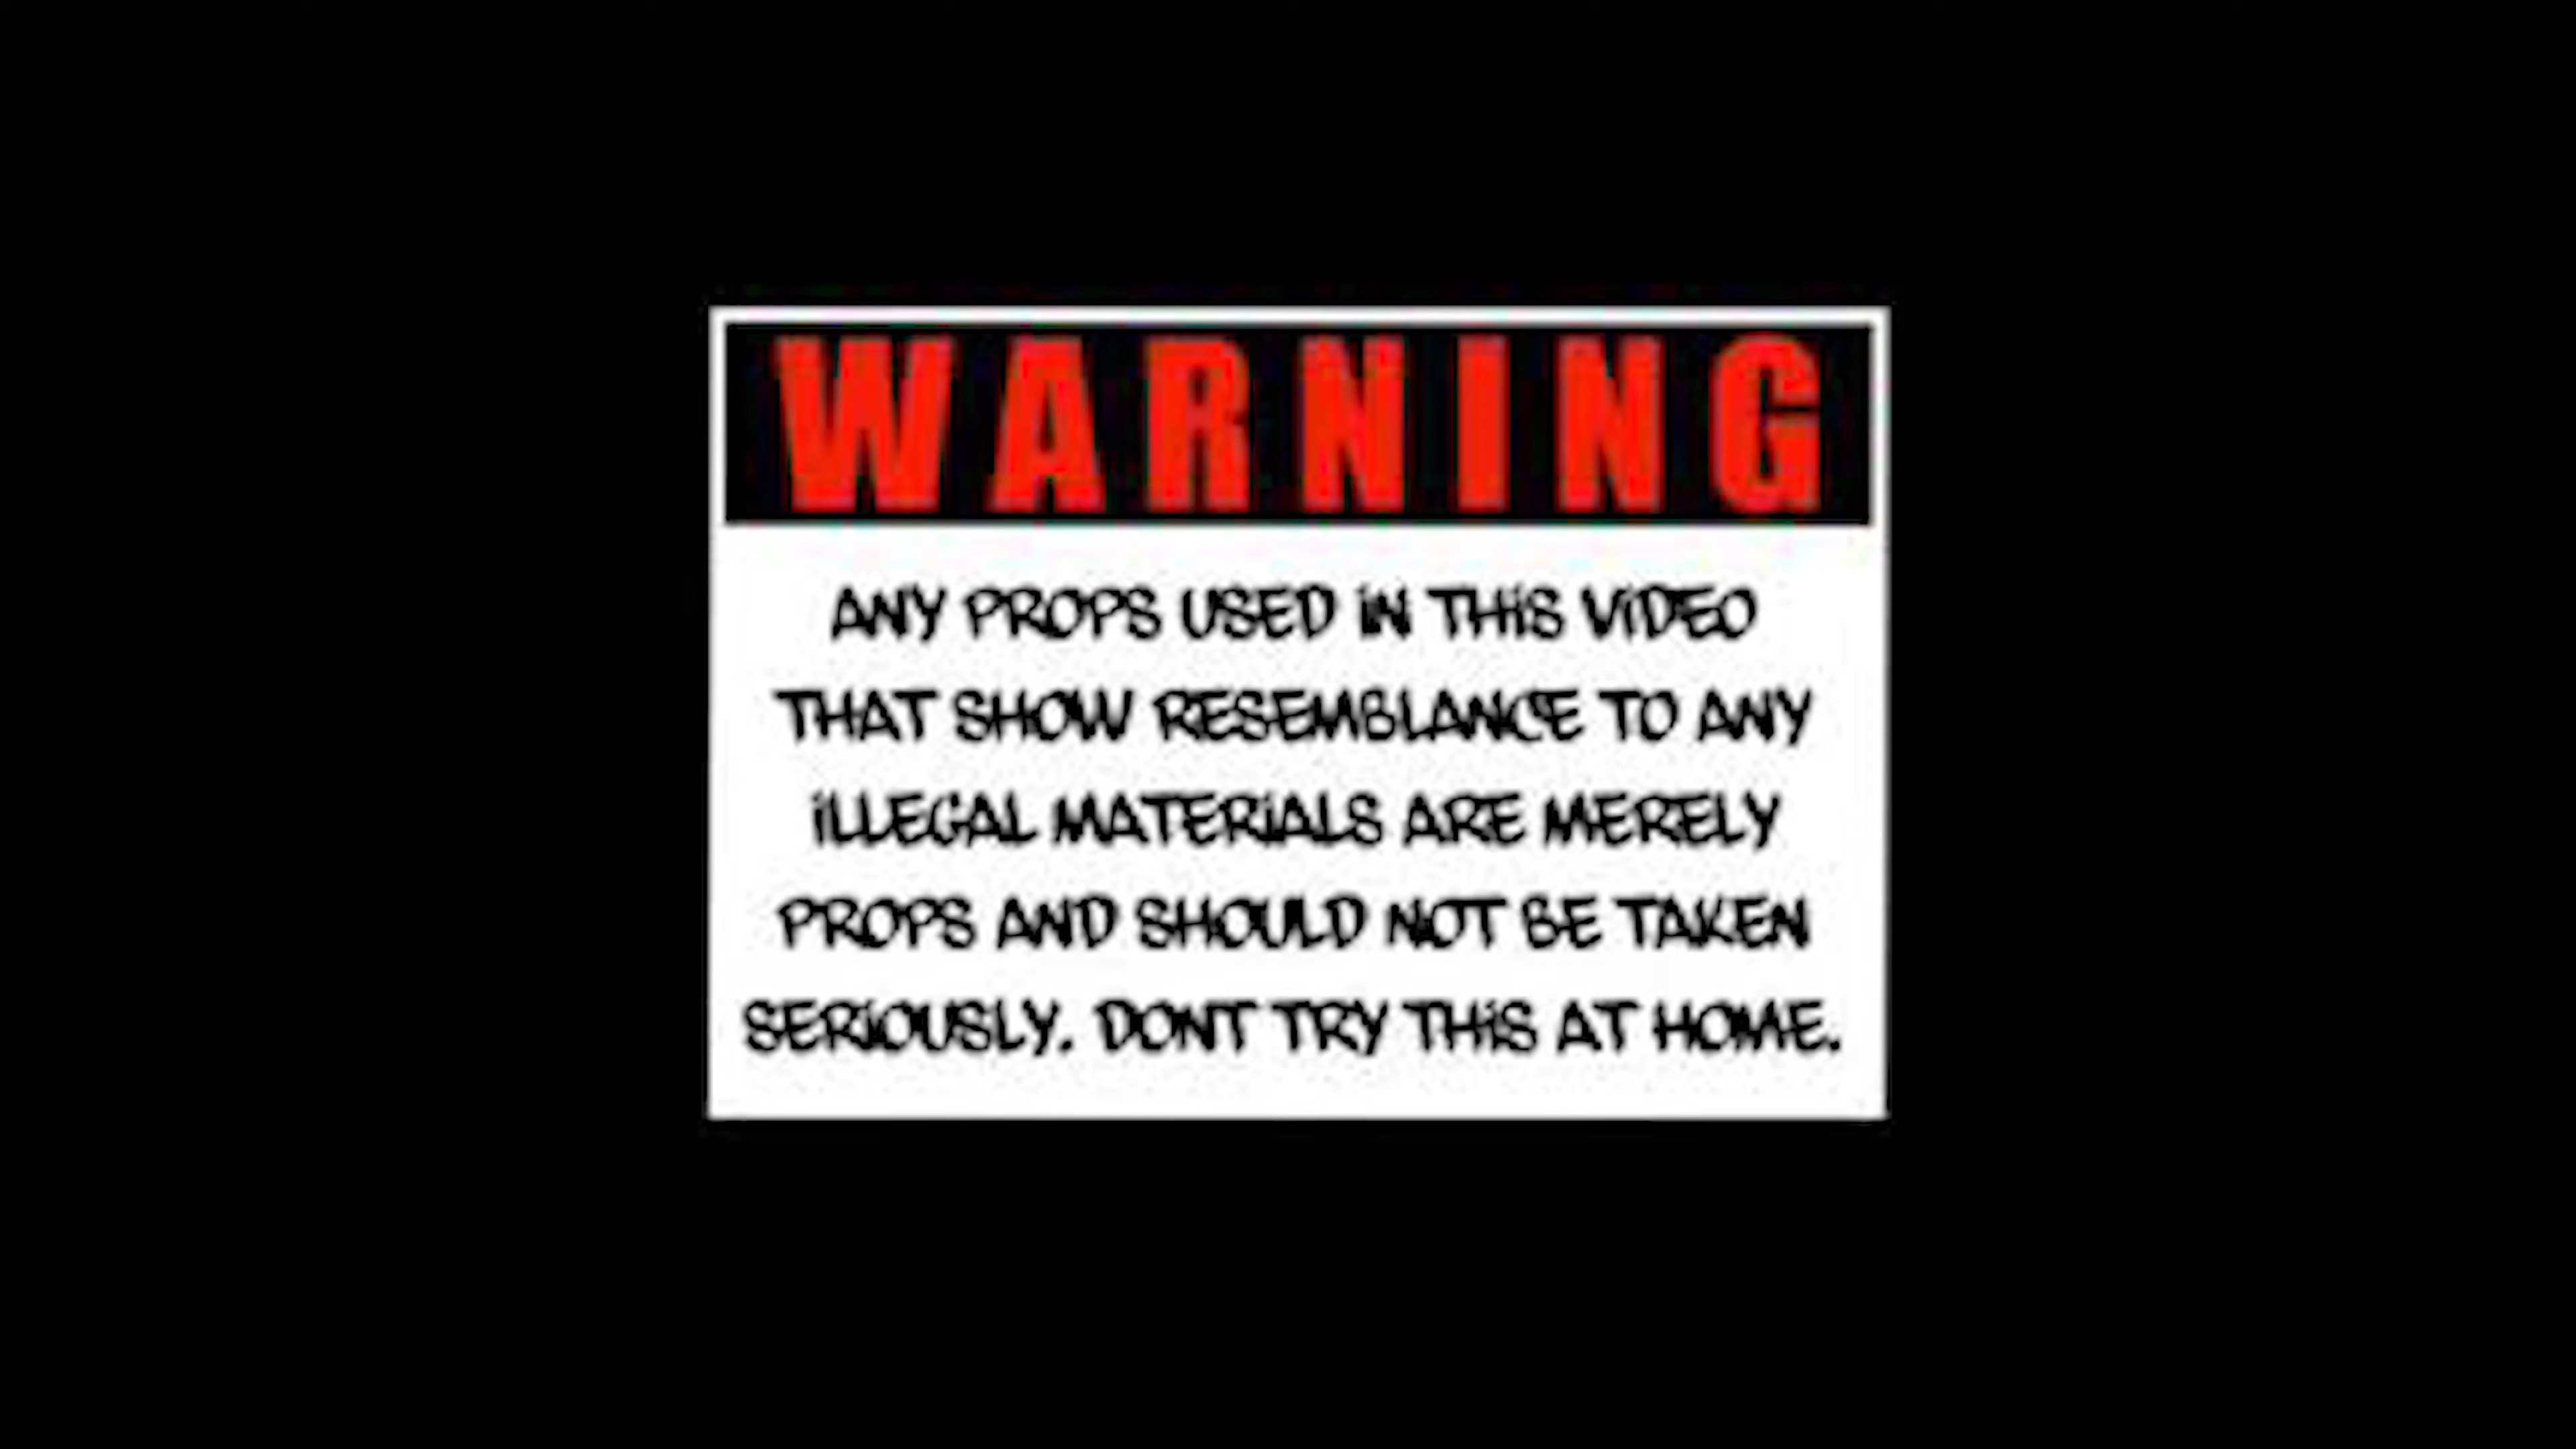 WARNING
ANY PROPS USED iN THiS ViDEO
THAT SHOW RESEMBLANCE TO ANY
iLLEGAL MATERiALS ARE MERELY
PROPS AND SHOULD NOT BE TAKEN
SERiOUSLY. DONT TRY THiS AT HOME.